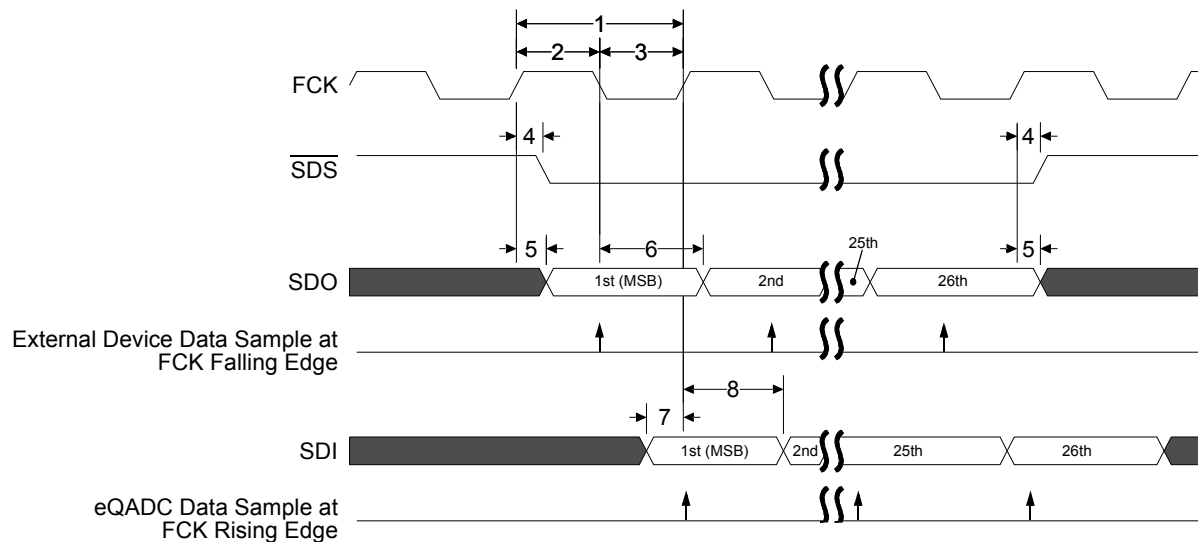 1
2
3
FCK
4
4
SDS
5
6
25th
5
SDO
1st (MSB)
2nd
26th
External Device Data Sample at
FCK Falling Edge
8
7
SDI
1st (MSB)
2nd
25th
26th
eQADC Data Sample at
FCK Rising Edge